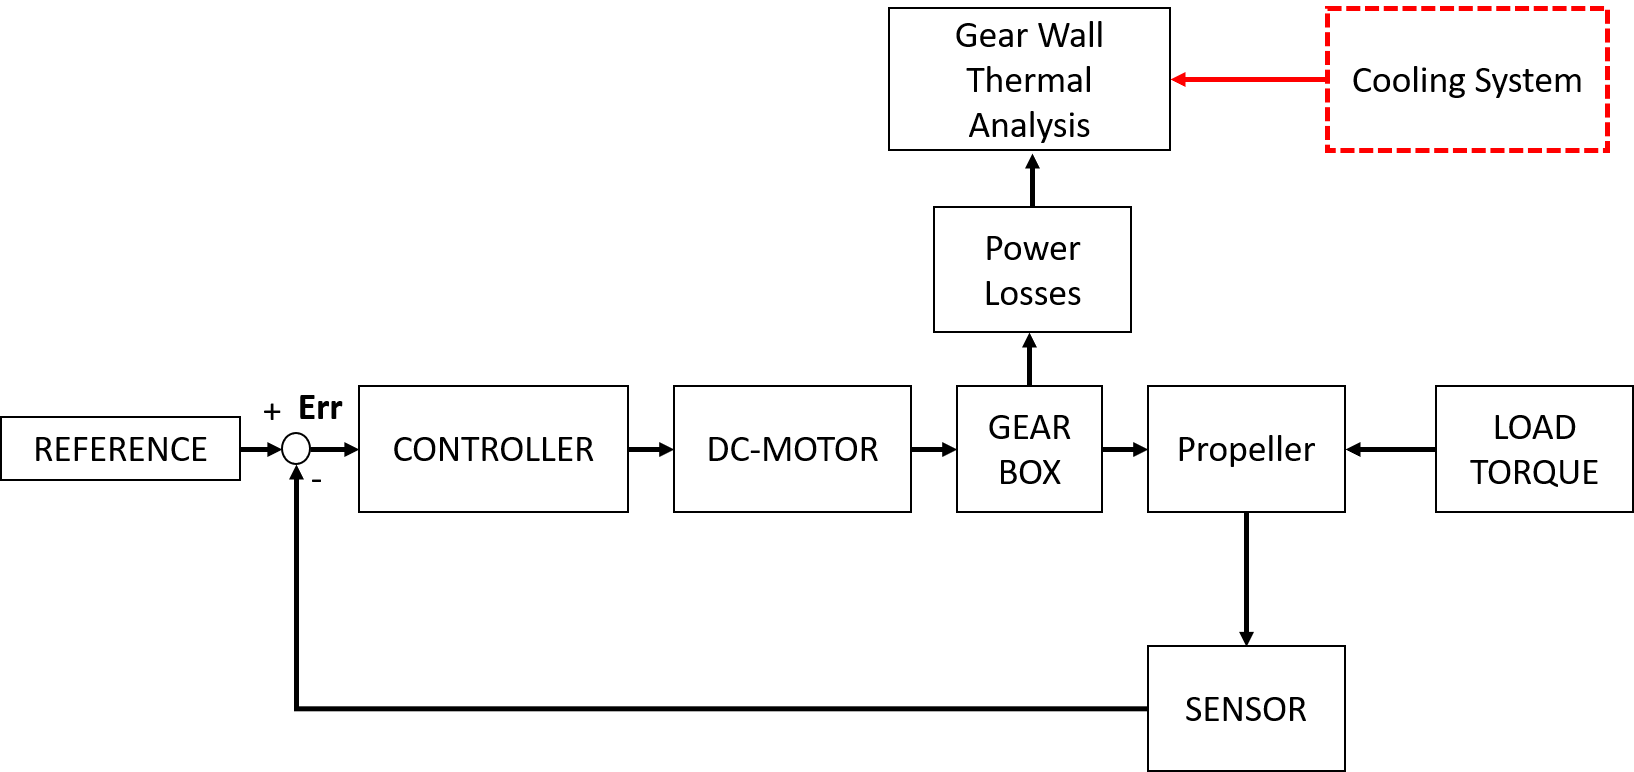 Gear Wall
Thermal
Analysis
Cooling System
Power
Losses
+ Err
REFERENCE
-
CONTROLLER
DC-MOTOR
GEAR
BOX
Propeller
LOAD
TORQUE
SENSOR